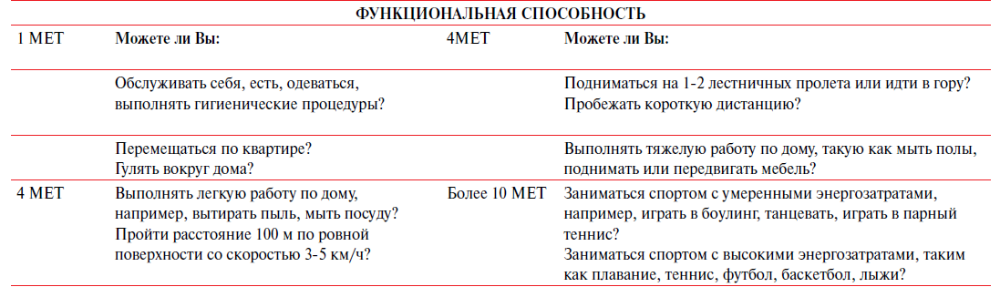 ФУНКЦИОНАЛЬНАЯ СПОСОБНОСТЬ
1 МЕТ Можете ли Вы: 4МЕТ Можете ли Вы:
Обслуживать себя, есть, одеваться, Подниматься на 1-2 лестничных пролета или идти в гору?
выполнять гигиенические процедуры? Пробежать короткую дистанцию?
Перемещаться по квартире? Выполнять тяжелую работу по дому, такую как мыть полы,
Гулять вокруг дома? поднимать или передвигать мебель?
4 МЕТ Выполнять легкую работу по дому, Более 10 МЕТ Заниматься спортом с умеренными энергозатратами,
например, вытирать пыль, мыть посуду? например, играть в боулинг, танцевать, играть в парный
Пройти расстояние 100 м по ровной теннис?
поверхности со скоростью 3-5 км/ч? Заниматься спортом с высокими энергозатратами, таким
как плавание, теннис, футбол, баскетбол, лыжи?